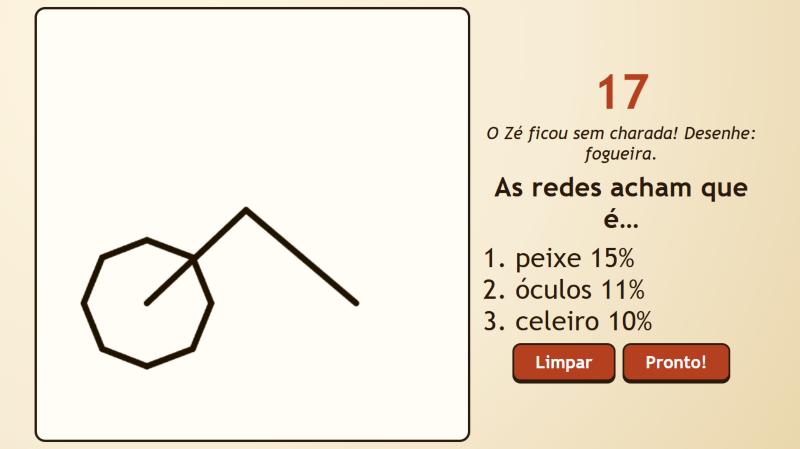 17
O Zé ficou sem charada! Desenhe:
fogueira.
As redes acham que
é...
1. peixe 15%
2. óculos 11%
3. celeiro 10%
Limpar
Pronto!